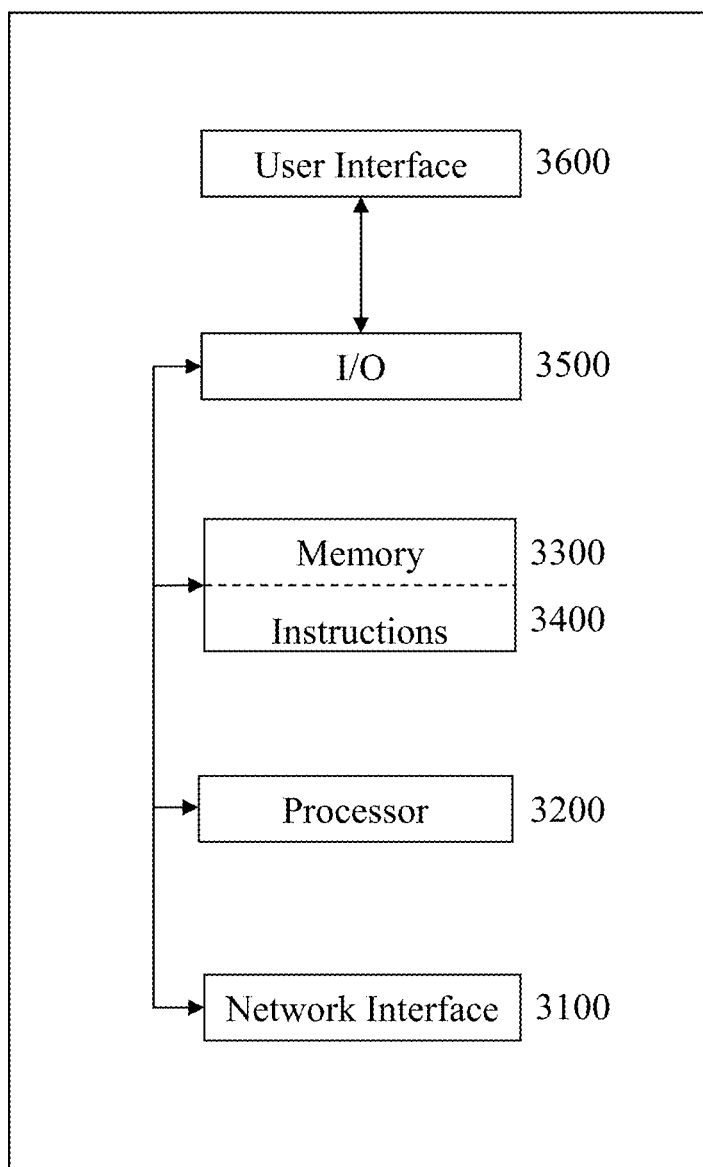 User Interface 3600
I/O 3500
Memory 3300
Instructions 3400
Processor 3200
Network Interface 3100